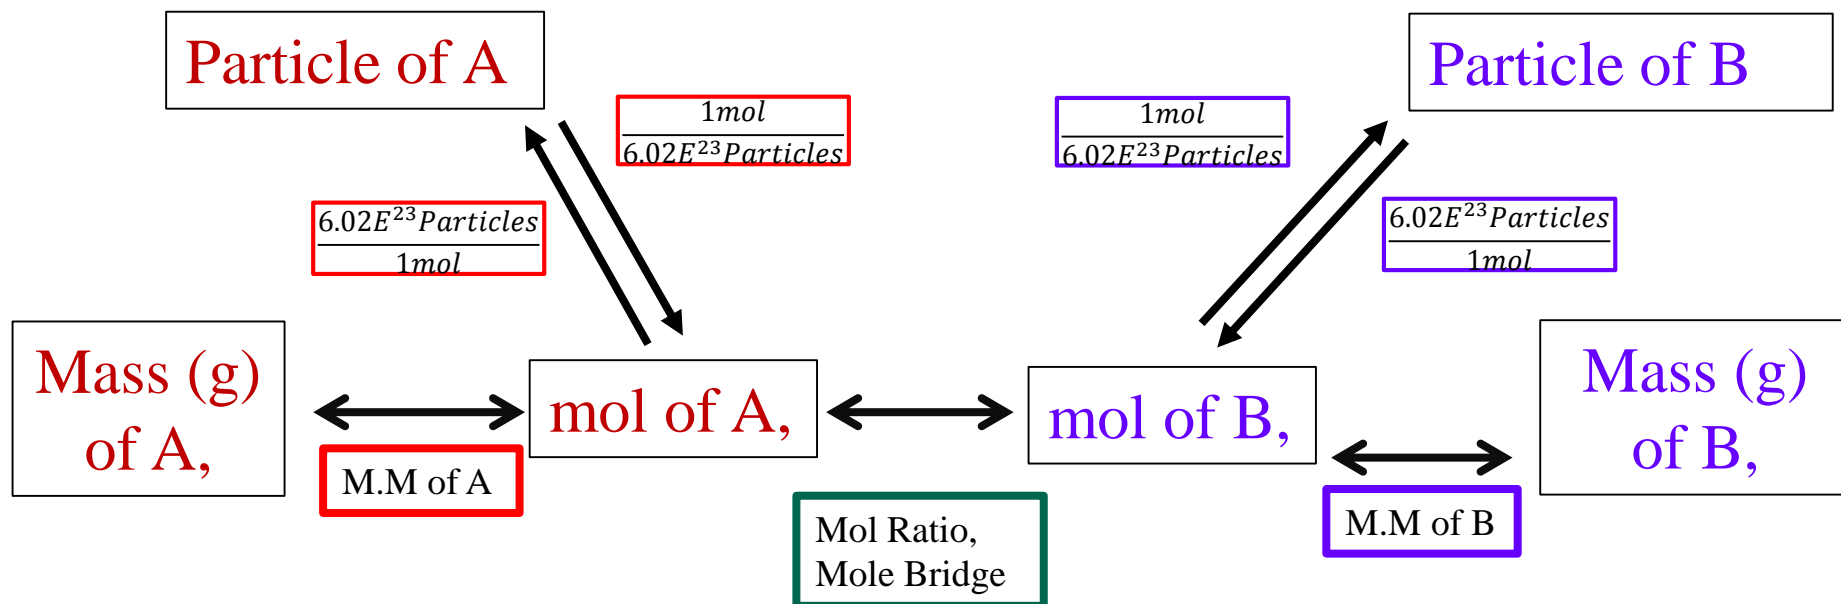 Particle of A
Particle of B
1mol
6.02E²³Particles
1mol
6.02E²³Particles
6.02E²³Particles
1mol
6.02E²³Particles
1mol
Mass (g)
of A,
mol of A,
mol of B,
Mass (g)
of B,
M.M of A
Mol Ratio,
Mole Bridge
M.M of B